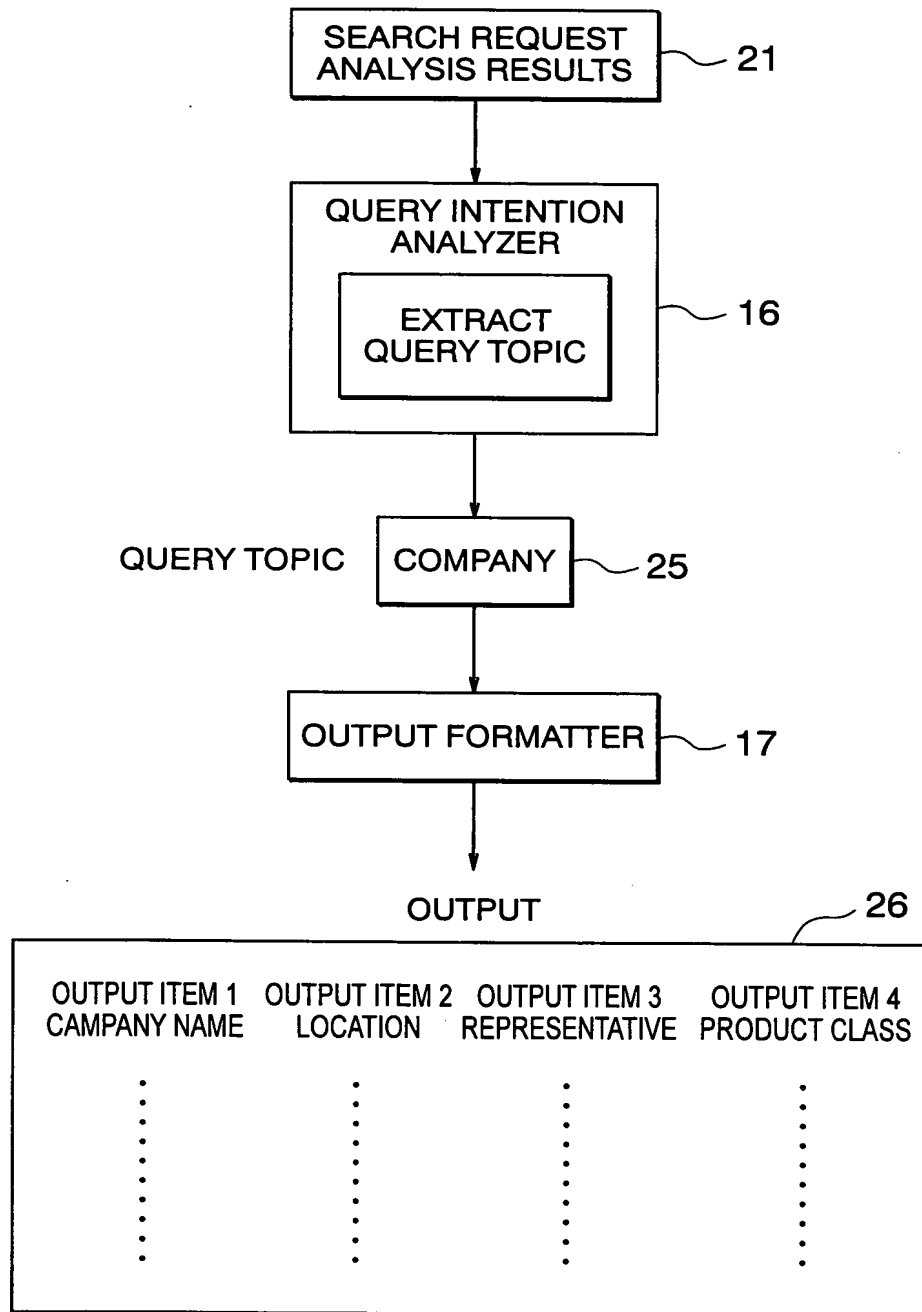 SEARCH REQUEST
ANALYSIS RESULTS
21
QUERY INTENTION
ANALYZER
EXTRACT
QUERY TOPIC
16
QUERY TOPIC
COMPANY
25
OUTPUT FORMATTER
17
OUTPUT
26
OUTPUT ITEM 1 OUTPUT ITEM 2 OUTPUT ITEM 3 OUTPUT ITEM 4
CAMPANY NAME LOCATION REPRESENTATIVE PRODUCT CLASS